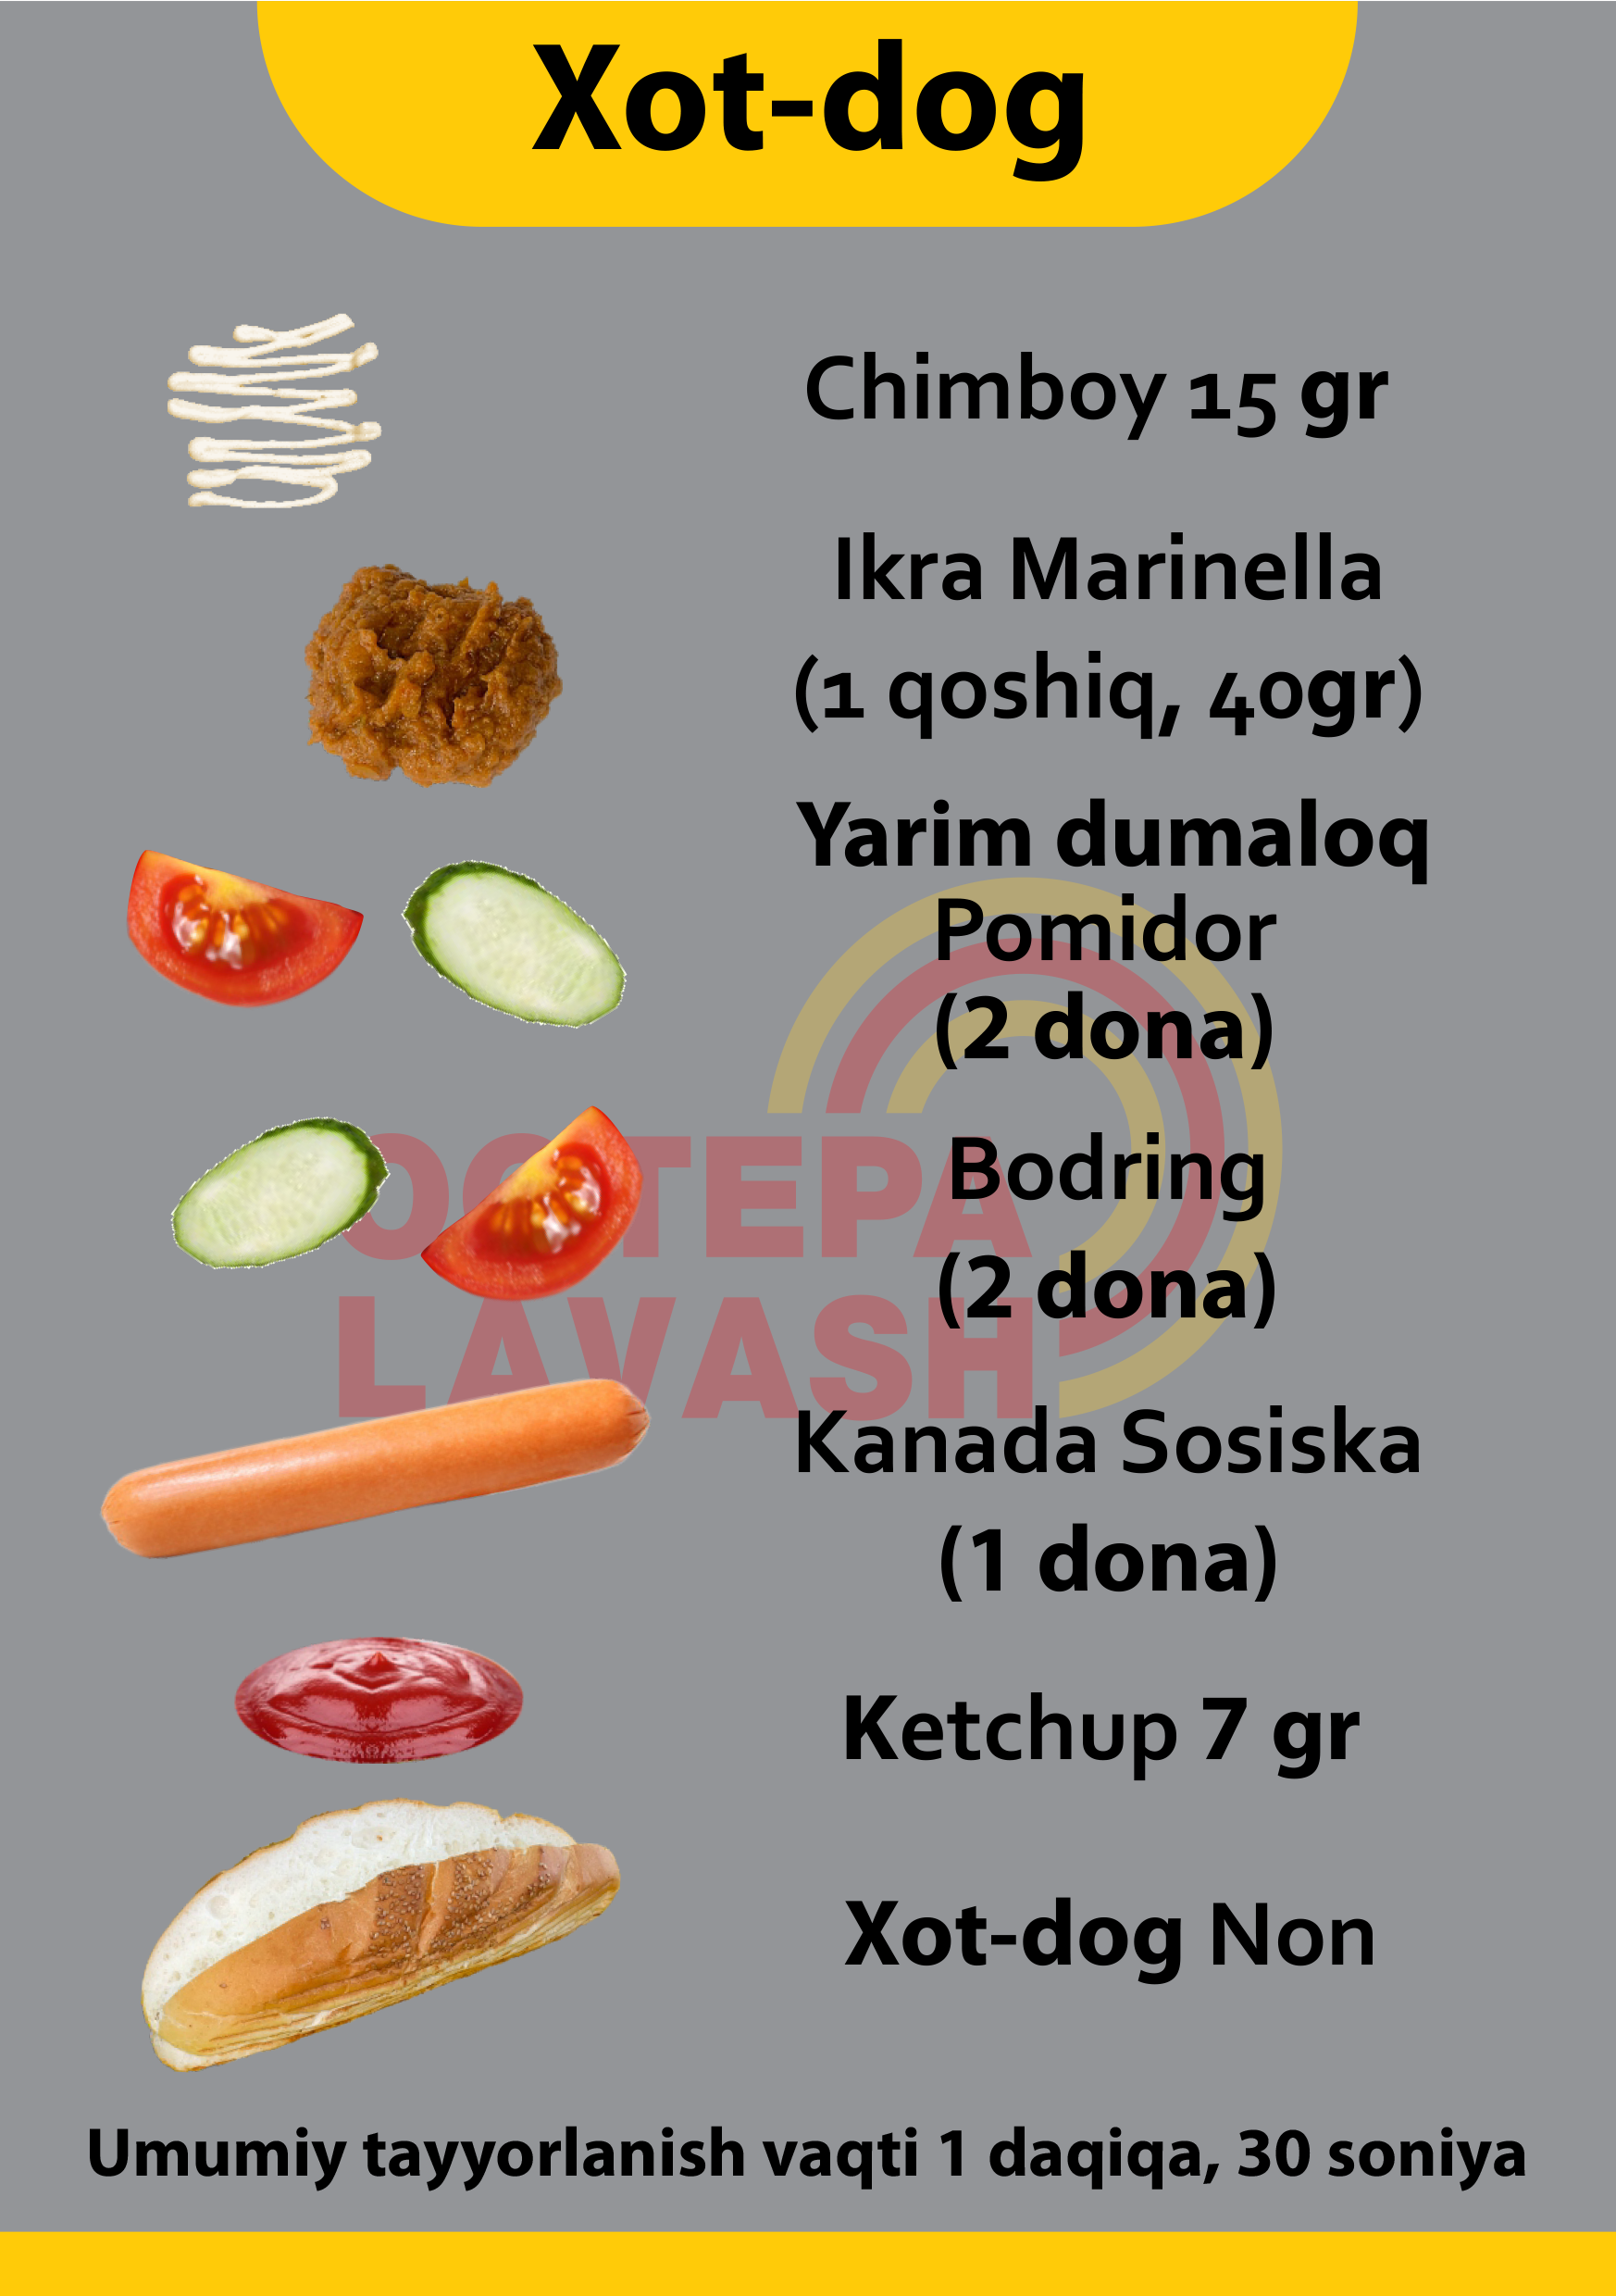 Xot-dog
Chimboy 15 gr
Ikra Marinella
(1 qoshiq, 40gr)
Yarim dumaloq
Pomidor
(2 dona)
Bodring
(2 dona)
OQTEPA
LAVASH
Kanada Sosiska
(1 dona)
Ketchup 7 gr
Xot-dog Non
Umumiy tayyorlanish vaqti 1 daqiqa, 30 soniya